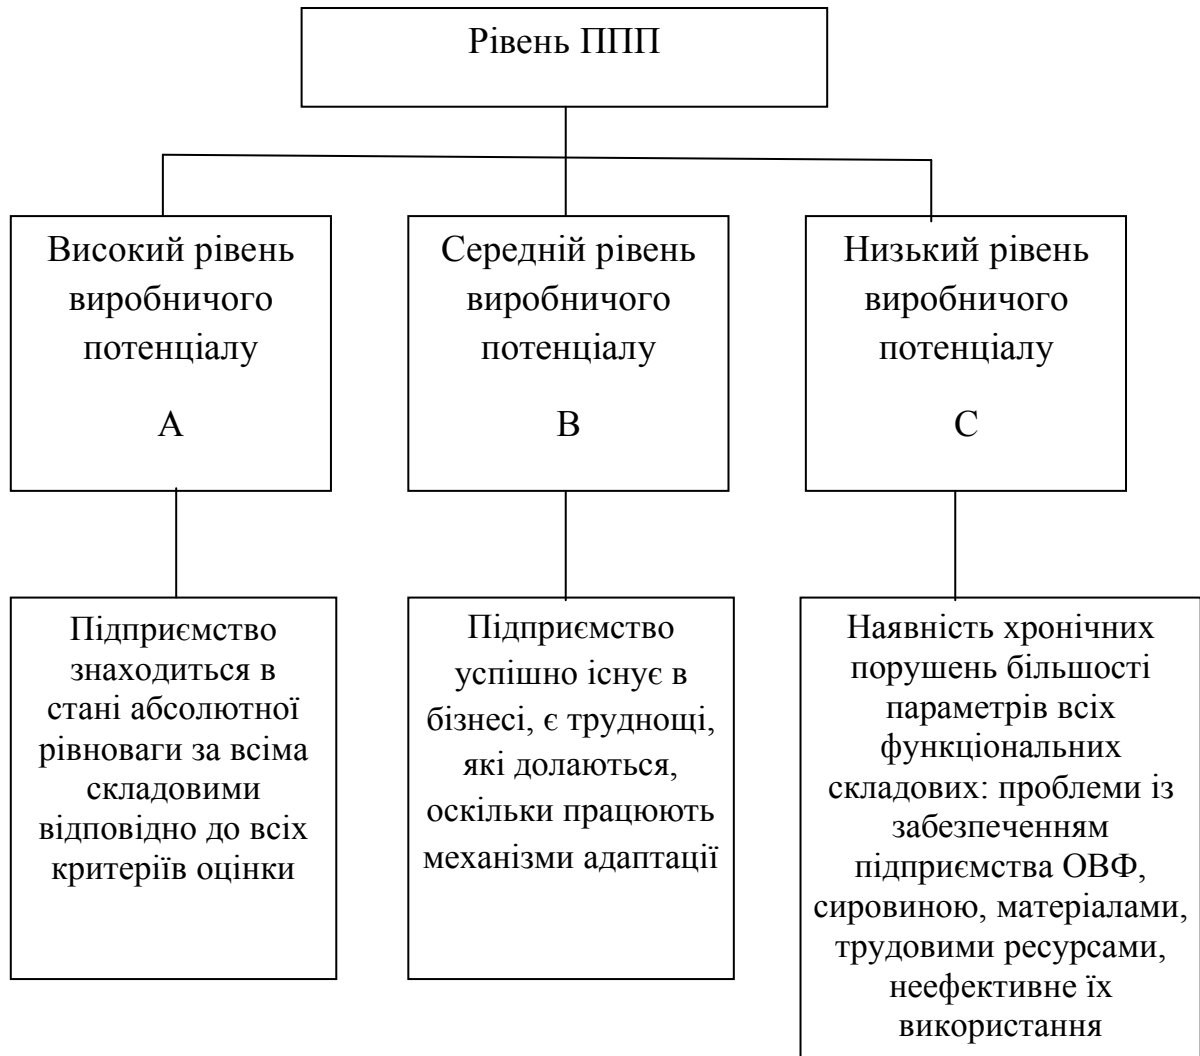 Рівень ППП
Високий рівень
виробничого
потенціалу
А
Середній рівень
виробничого
потенціалу
В
Низький рівень
виробничого
потенціалу
С
Підприємство
знаходиться в
стані абсолютної
рівноваги за всіма
складовими
відповідно до всіх
критеріїв оцінки
Підприємство
успішно існує в
бізнесі, є труднощі,
які долаються,
оскільки працюють
механізми адаптації
Наявність хронічних
порушень більшості
параметрів всіх
функціональних
складових: проблеми із
забезпеченням
підприємства ОВФ,
сировиною, матеріалами,
трудовими ресурсами,
неефективне їх
використання